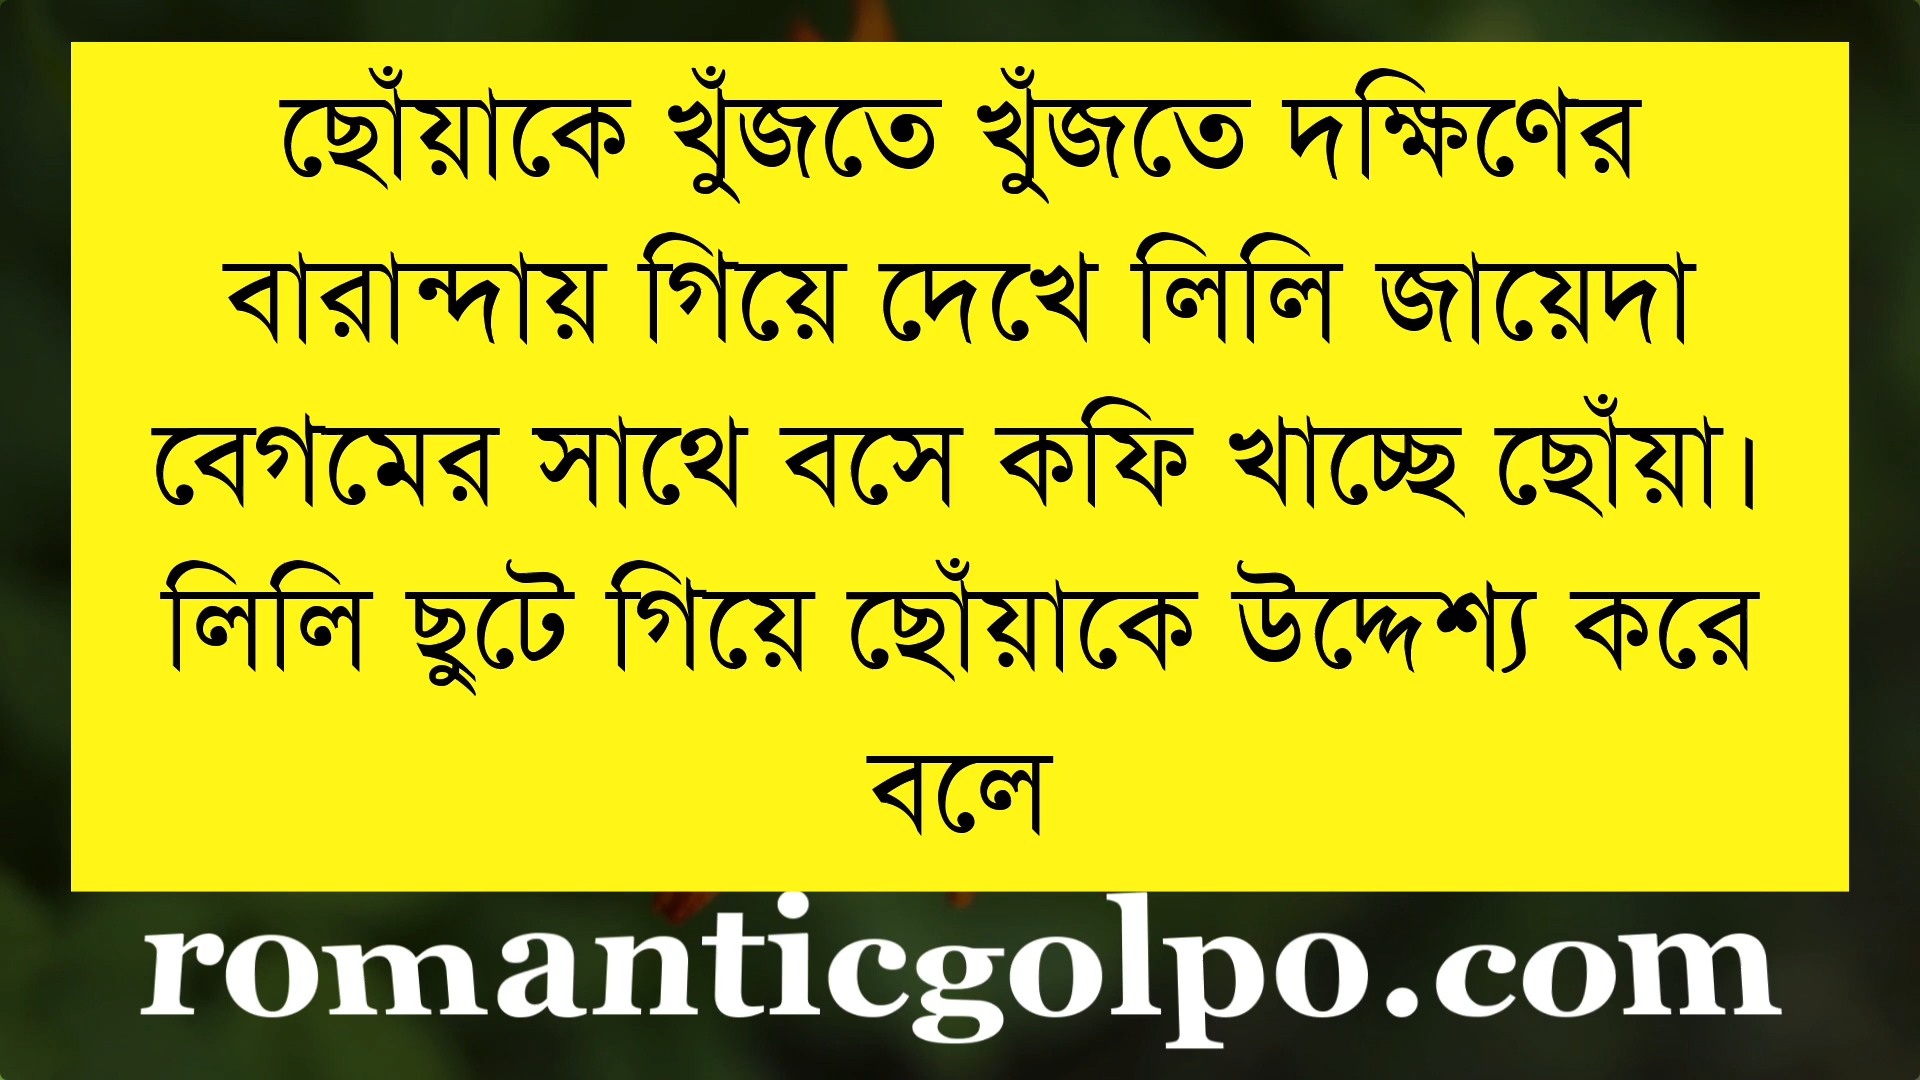 ছোঁয়াকে খুঁজতে খুঁজতে দক্ষিণের
বারান্দায় গিয়ে দেখে লিলি জায়েদা
বেগমের সাথে বসে কফি খাচ্ছে ছোঁয়া।
লিলি ছুটে গিয়ে ছোঁয়াকে উদ্দেশ্য করে
বলে
romanticgolpo.com